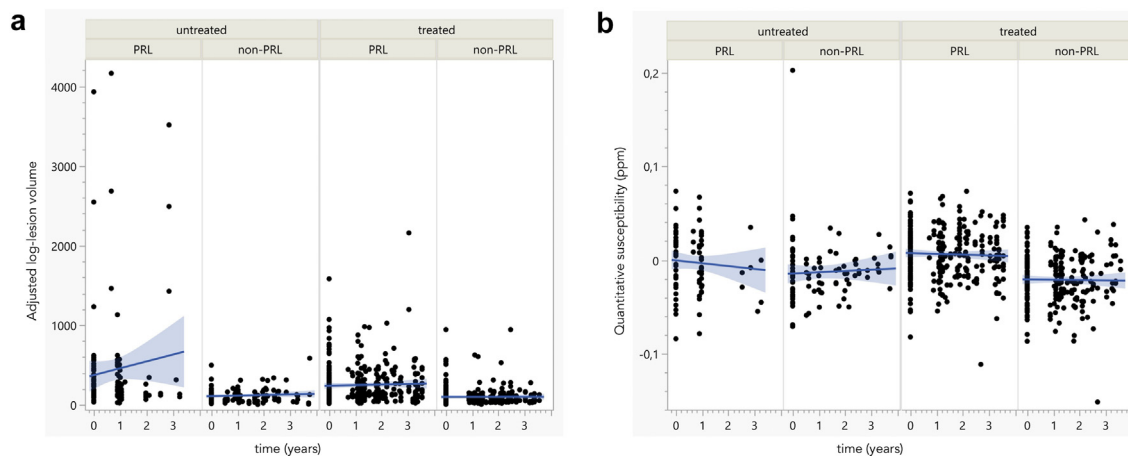 a
untreated treated
PRL non-PRL PRL non-PRL
Adjusted log-lesion volume
4000
3000
2000
1000
0
0 1 2 3 0 1 2 3 0 1 2 3 0 1 2 3
time (years)
b
untreated treated
PRL non-PRL PRL non-PRL
Quantitative susceptibility (ppm)
0,2
0,1
0
-0,1
0 1 2 3 0 1 2 3 0 1 2 3 0 1 2 3
time (years)